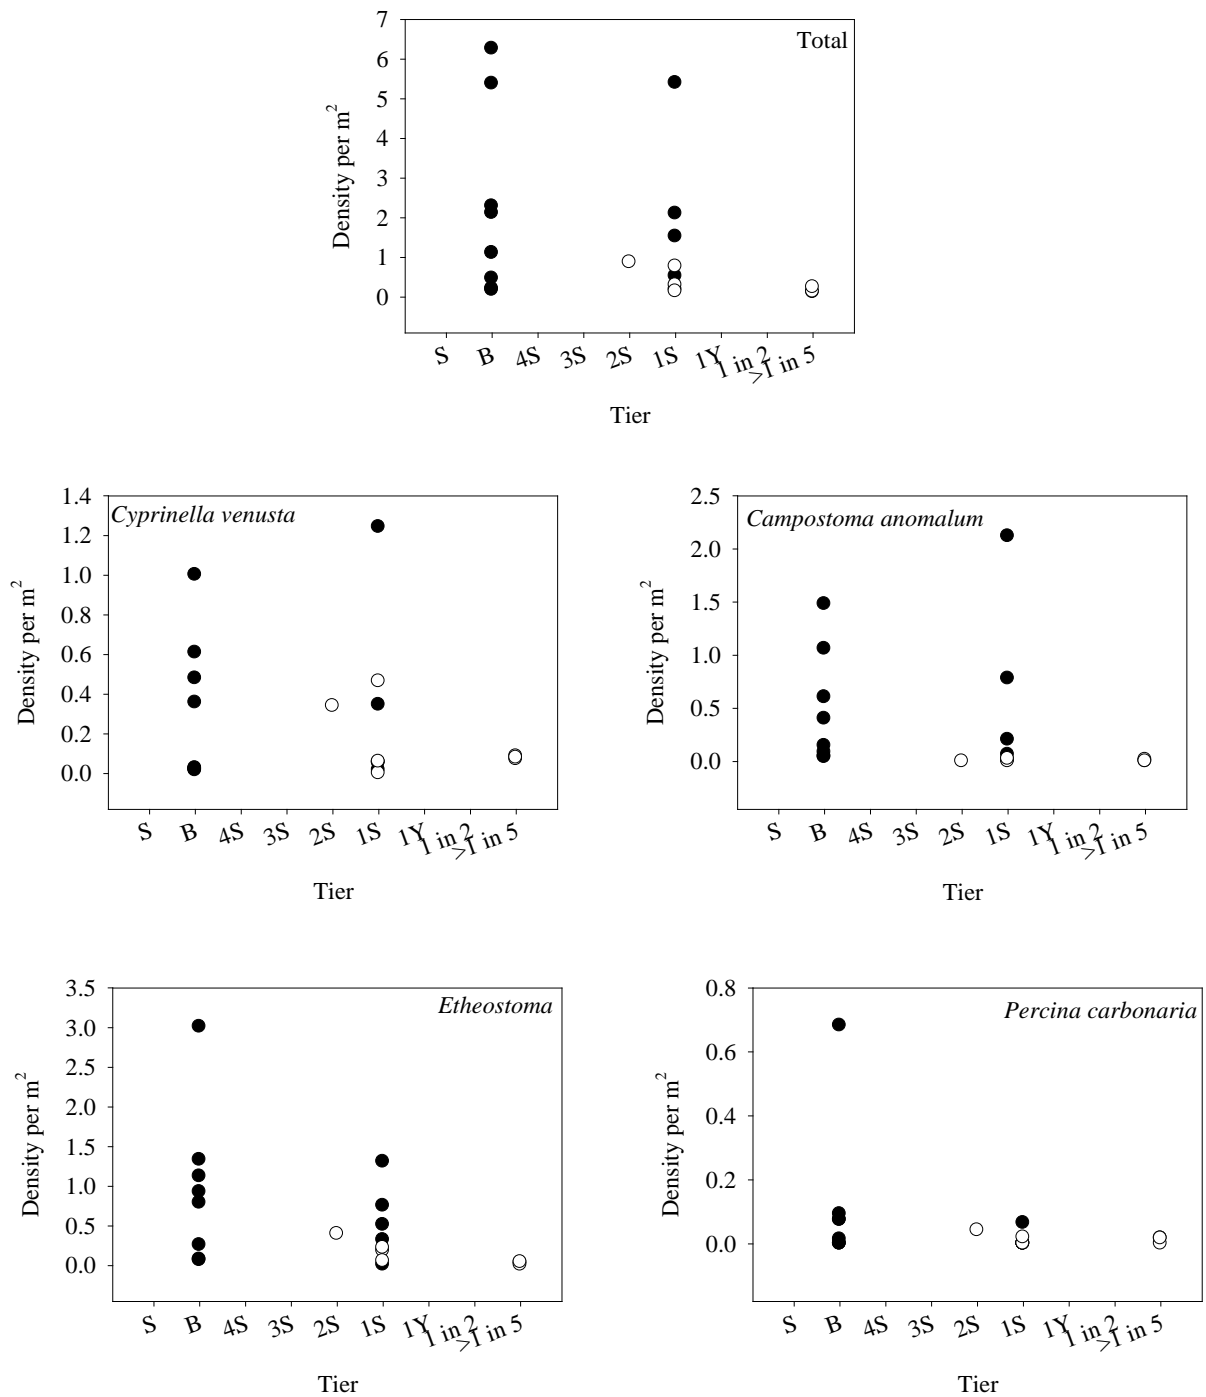 Total
Density per m²
7
6
5
4
3
2
1
0
S B 4S 3S 2S 1S 1Y 1 in 2 >1 in 5
Tier
Cyprinella venusta
Density per m²
1.4
1.2
1.0
0.8
0.6
0.4
0.2
0.0
S B 4S 3S 2S 1S 1Y 1 in 2 >1 in 5
Tier
Campostoma anomalum
Density per m²
2.5
2.0
1.5
1.0
0.5
0.0
S B 4S 3S 2S 1S 1Y 1 in 2 >1 in 5
Tier
Etheostoma
Density per m²
3.5
3.0
2.5
2.0
1.5
1.0
0.5
0.0
S B 4S 3S 2S 1S 1Y 1 in 2 >1 in 5
Tier
Percina carbonaria
Density per m²
0.8
0.6
0.4
0.2
0.0
S B 4S 3S 2S 1S 1Y 1 in 2 >1 in 5
Tier